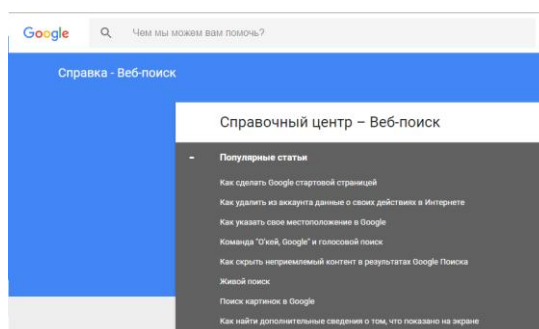 Google
Чем мы можем вам помочь?
Справка - Веб-поиск
Справочный центр – Веб-поиск
- Популярные статьи
Как сделать Google стартовой страницей
Как удалить из аккаунта данные о своих действиях в Интернете
Как указать свое местоположение в Google
Команда "О'кей, Google" и голосовой поиск
Как скрыть неприемлемый контент в результатах Google Поиска
Живой поиск
Поиск картинок в Google
Как найти дополнительные сведения о том, что показано на экране